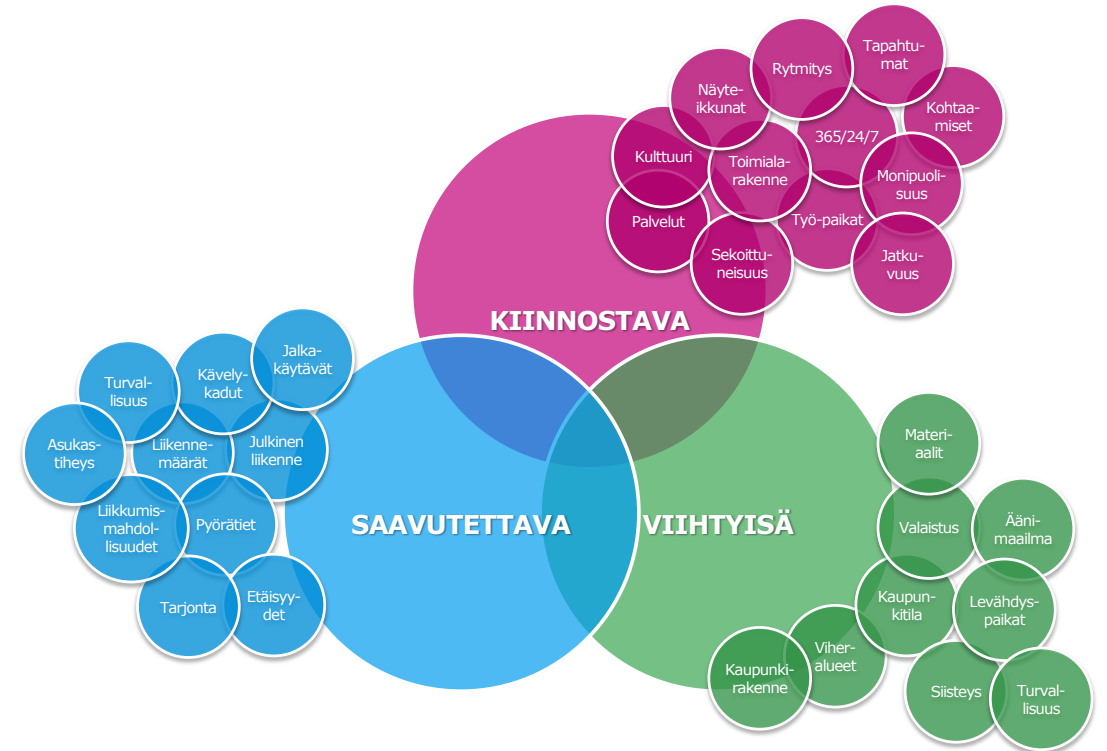 Tapahtu-
mat
Rytmitys
Näyte-
ikkunat
Kohtaa-
miset
365/24/7
Kulttuuri
Toimiala-
rakenne
Monipuoli-
suus
Palvelut
Työ-paikat
Sekoittu-
neisuus
Jatku-
vuus
KIINNOSTAVA
Jalka-
käytävät
Kävely-
kadut
Turval-
lisuus
Asukas-
tiheys
Liikenne-
määrät
Julkinen
liikenne
Liikkumis-
mahdol-
lisuudet
Pyörätiet
Tarjonta
Etäisyy-
det
SAAVUTETTAVA
VIIHTYISÄ
Materi-
aalit
Valaistus
Ääni-
maailma
Kaupun-
kitila
Levähdys-
paikat
Viher-
alueet
Kaupunki-
rakenne
Siisteys
Turval-
lisuus